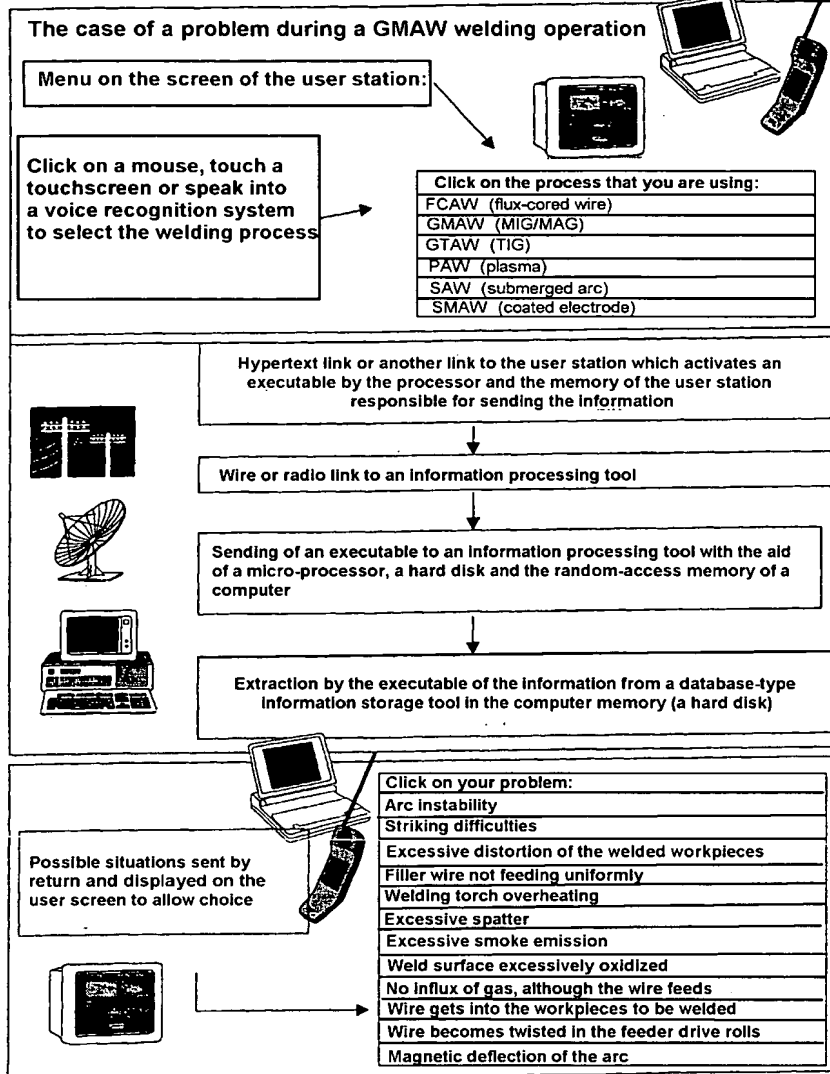 The case of a problem during a GMAW welding operation
Menu on the screen of the user station:
Click on a mouse, touch a
touchscreen or speak into
a voice recognition system
to select the welding process
Click on the process that you are using:
FCAW (flux-cored wire)
GMAW (MIG/MAG)
GTAW (TIG)
PAW (plasma)
SAW (submerged arc)
SMAW (coated electrode)
Hypertext link or another link to the user station which activates an
executable by the processor and the memory of the user station
responsible for sending the information
Wire or radio link to an information processing tool
Sending of an executable to an information processing tool with the aid
of a micro-processor, a hard disk and the random-access memory of a
computer
Extraction by the executable of the information from a database-type
information storage tool in the computer memory (a hard disk)
Possible situations sent by
return and displayed on the
user screen to allow choice
Click on your problem:
Arc instability
Striking difficulties
Excessive distortion of the welded workpieces
Filler wire not feeding uniformly
Welding torch overheating
Excessive spatter
Excessive smoke emission
Weld surface excessively oxidized
No influx of gas, although the wire feeds
Wire gets into the workpieces to be welded
Wire becomes twisted in the feeder drive rolls
Magnetic deflection of the arc